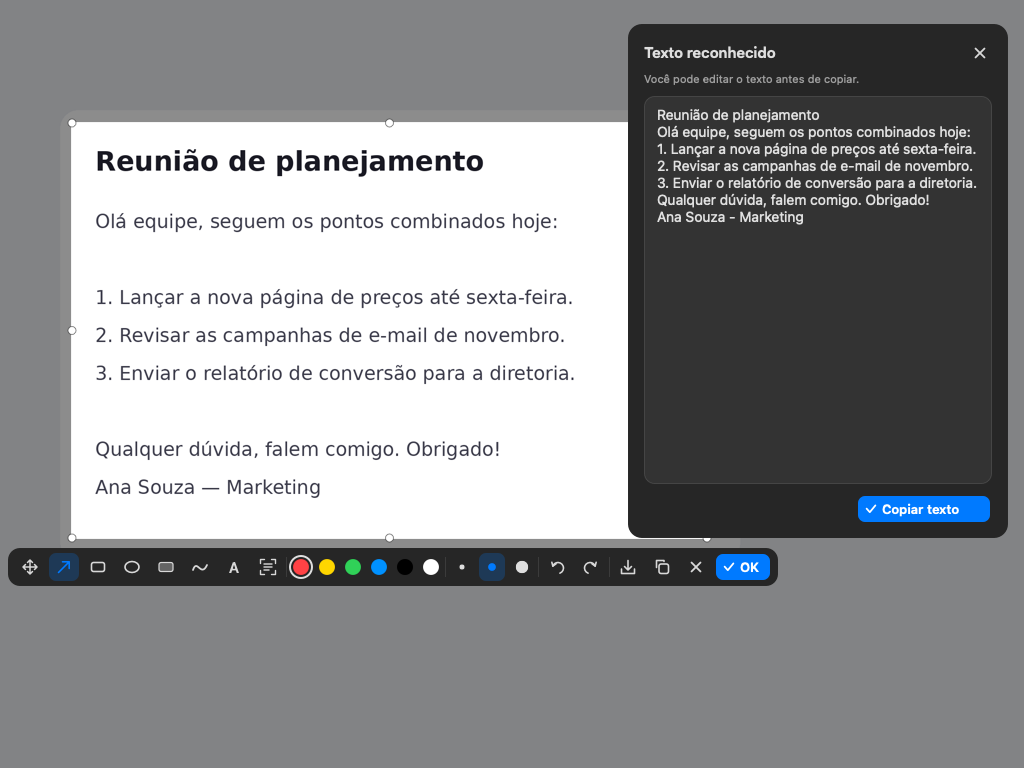 Reunião de planejamento
Olá equipe, seguem os pontos combinados hoje:
1. Lançar a nova página de preços até sexta-feira.
2. Revisar as campanhas de e-mail de novembro.
3. Enviar o relatório de conversão para a diretoria.
Qualquer dúvida, falem comigo. Obrigado!
Ana Souza — Marketing
Texto reconhecido
Você pode editar o texto antes de copiar.
Reunião de planejamento
Olá equipe, seguem os pontos combinados hoje:
1. Lançar a nova página de preços até sexta-feira.
2. Revisar as campanhas de e-mail de novembro.
3. Enviar o relatório de conversão para a diretoria.
Qualquer dúvida, falem comigo. Obrigado!
Ana Souza - Marketing
Copiar texto
A
OK